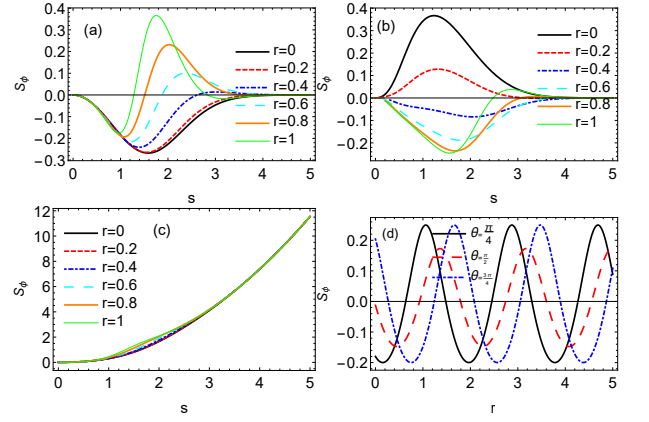 (a)
S_ϕ
0.4
0.3
0.2
0.1
0.0
−0.1
−0.2
−0.3
r=0
r=0.2
r=0.4
r=0.6
r=0.8
r=1
0 1 2 3 4 5
s
(b)
S_ϕ
0.4
0.3
0.2
0.1
0.0
−0.1
−0.2
r=0
r=0.2
r=0.4
r=0.6
r=0.8
r=1
0 1 2 3 4 5
s
(c)
S_ϕ
12
10
8
6
4
2
0
r=0
r=0.2
r=0.4
r=0.6
r=0.8
r=1
0 1 2 3 4 5
s
(d)
S_ϕ
0.2
0.1
0.0
−0.1
−0.2
θ=π/4
θ=π/2
θ=3π/4
0 1 2 3 4 5
r